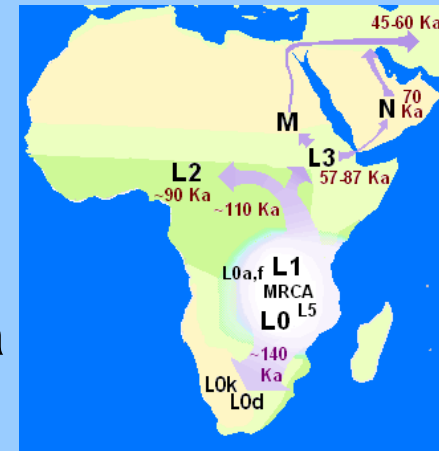 45-60 Ka
M
N 70
Ka
L3
57-87 Ka
L2
~90 Ka
~110 Ka
L0a,f
L1
MRCA
L5
L0
~140
Ka
L0k
L0d